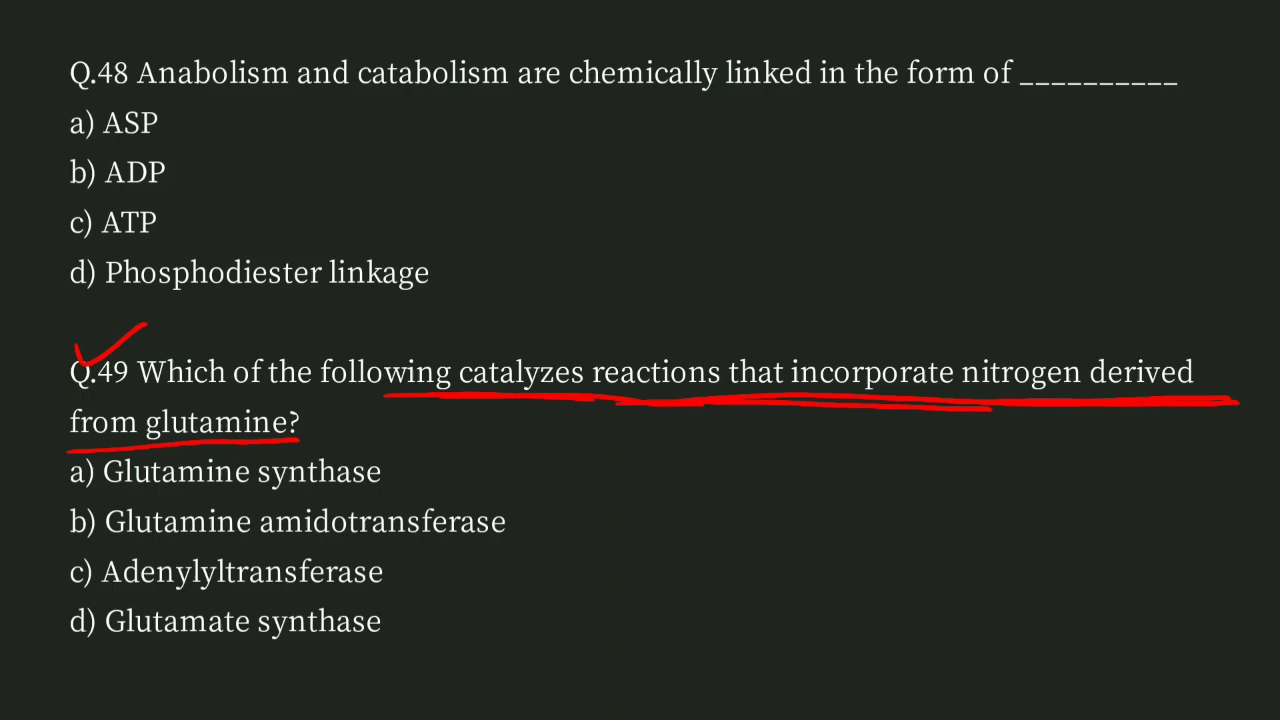 Q.48 Anabolism and catabolism are chemically linked in the form of __________
a) ASP
b) ADP
c) ATP
d) Phosphodiester linkage
Q.49 Which of the following catalyzes reactions that incorporate nitrogen derived
from glutamine?
a) Glutamine synthase
b) Glutamine amidotransferase
c) Adenylyltransferase
d) Glutamate synthase